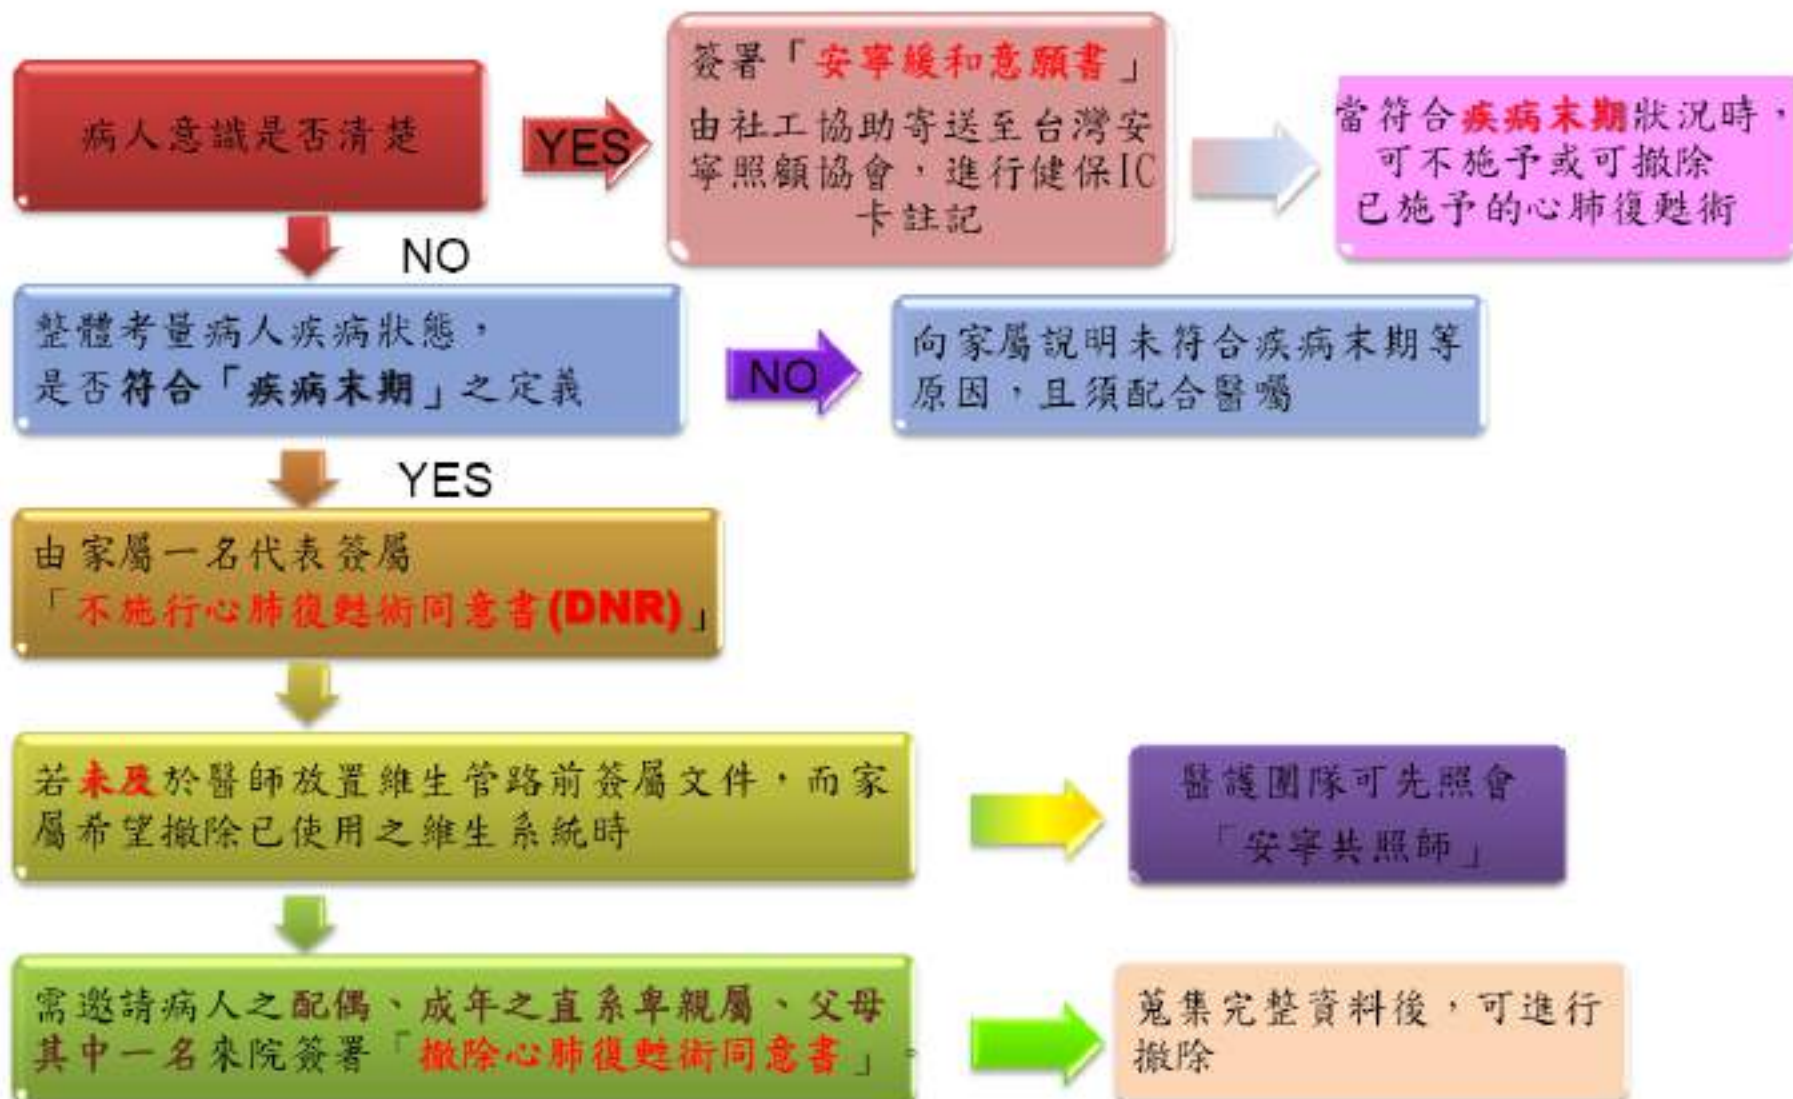 病人意識是否清楚
YES
簽署「安寧緩和意願書」
由社工協助寄送至台灣安
寧照顧協會，進行健保IC
卡註記
當符合疾病末期狀況時，
可不施予或可撤除
已施予的心肺復甦術
NO
整體考量病人疾病狀態，
是否符合「疾病末期」之定義
NO
向家屬說明未符合疾病末期等
原因，且須配合醫囑
YES
由家屬一名代表簽屬
「不施行心肺復甦術同意書(DNR)」
若未及於醫師放置維生管路前簽屬文件，而家
屬希望撤除已使用之維生系統時
醫護團隊可先照會
「安寧共照師」
需邀請病人之配偶、成年之直系卑親屬、父母
其中一名來院簽署「撤除心肺復甦術同意書」。
蒐集完整資料後，可進行
撤除